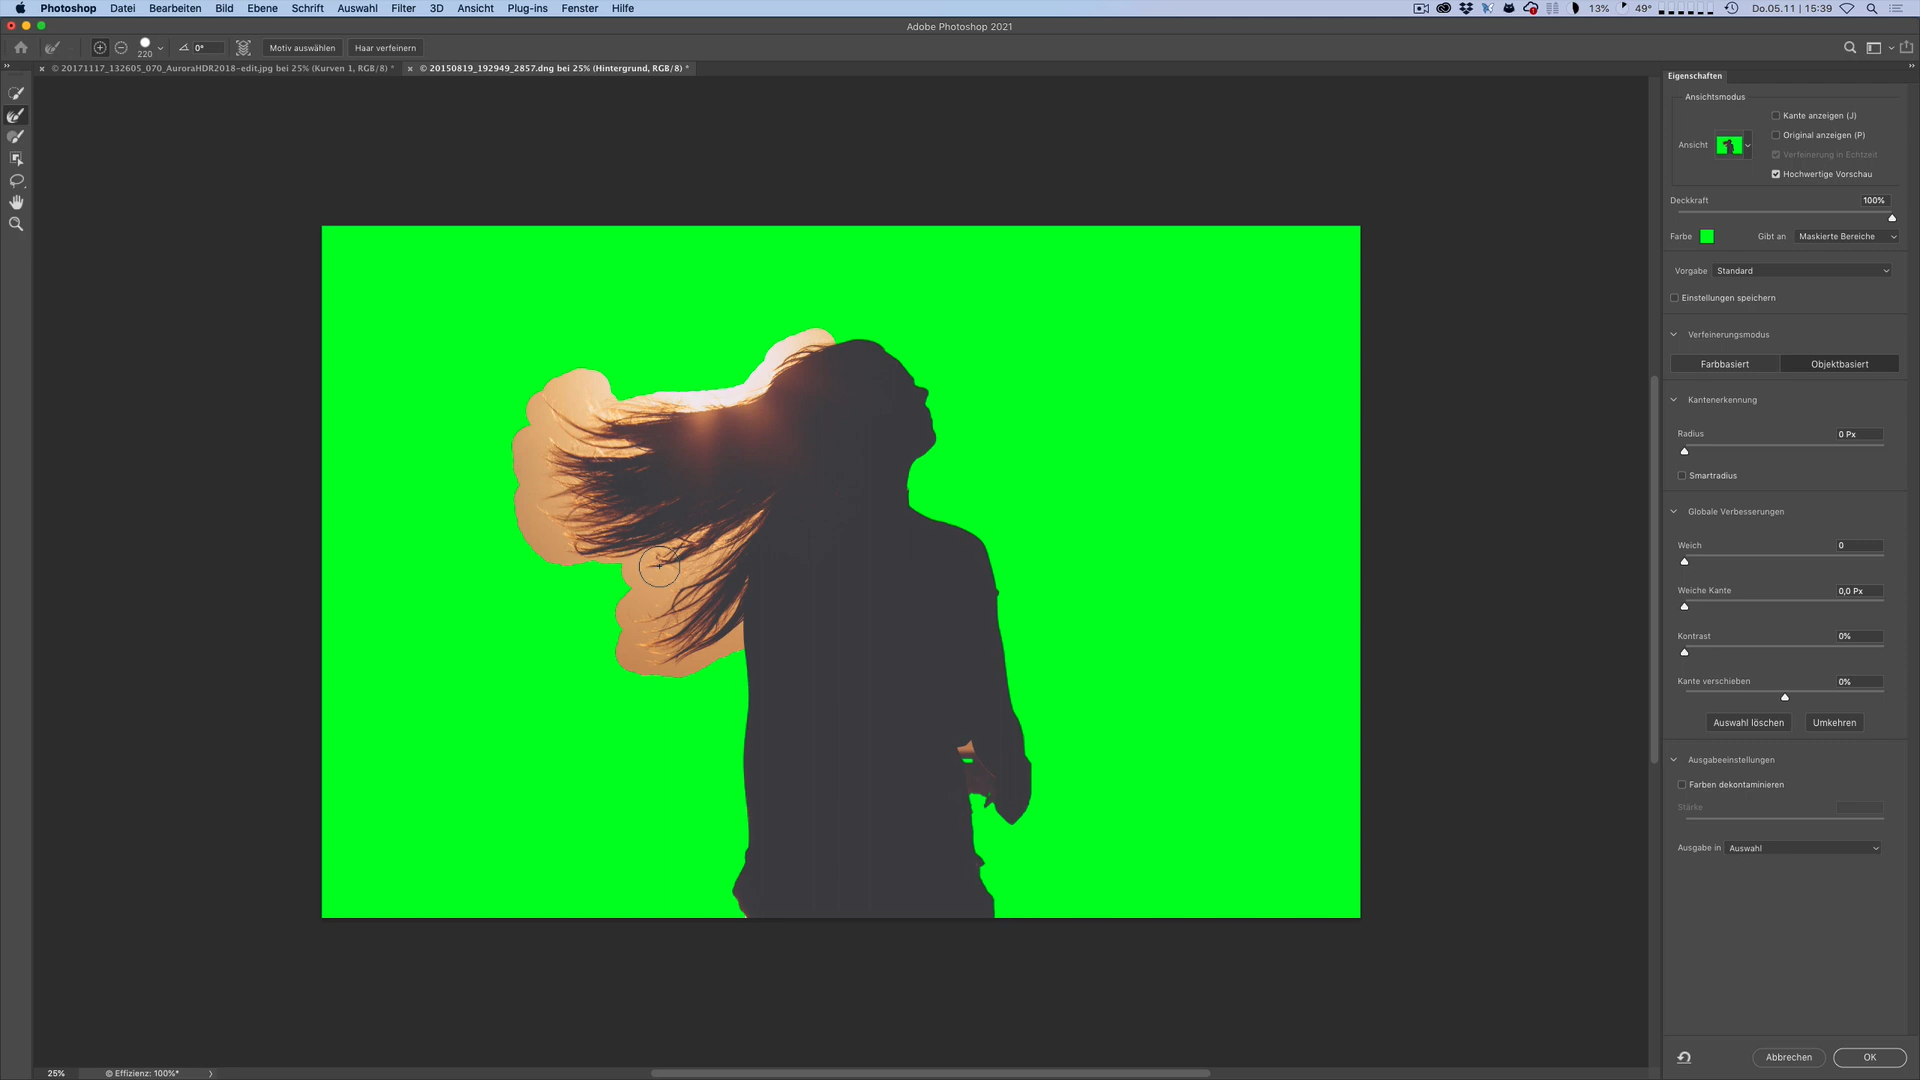 Photoshop Datei Bearbeiten Bild Ebene Schrift Auswahl Filter 3D Ansicht Plug-ins Fenster Hilfe 13% 49° Do.05.11 | 15:39
Adobe Photoshop 2021
220 0° Motiv auswählen Haar verfeinern
© 20171117_132605_070_AuroraHDR2018-edit.jpg bei 25% (Kurven 1, RGB/8) *
© 20150819_192949_2857.dng bei 25% (Hintergrund, RGB/8) *
Eigenschaften
Ansichtsmodus
Kante anzeigen (J)
Original anzeigen (P)
Ansicht
Verfeinerung in Echtzeit
Hochwertige Vorschau
Deckkraft 100%
Farbe Gibt an Maskierte Bereiche
Vorgabe Standard
Einstellungen speichern
Verfeinerungsmodus
Farbbasiert Objektbasiert
Kantenerkennung
Radius 0 Px
Smartradius
Globale Verbesserungen
Weich 0
Weiche Kante 0,0 Px
Kontrast 0%
Kante verschieben 0%
Auswahl löschen Umkehren
Ausgabeeinstellungen
Farben dekontaminieren
Stärke
Ausgabe in Auswahl
Abbrechen OK
25% © Effizienz: 100%*